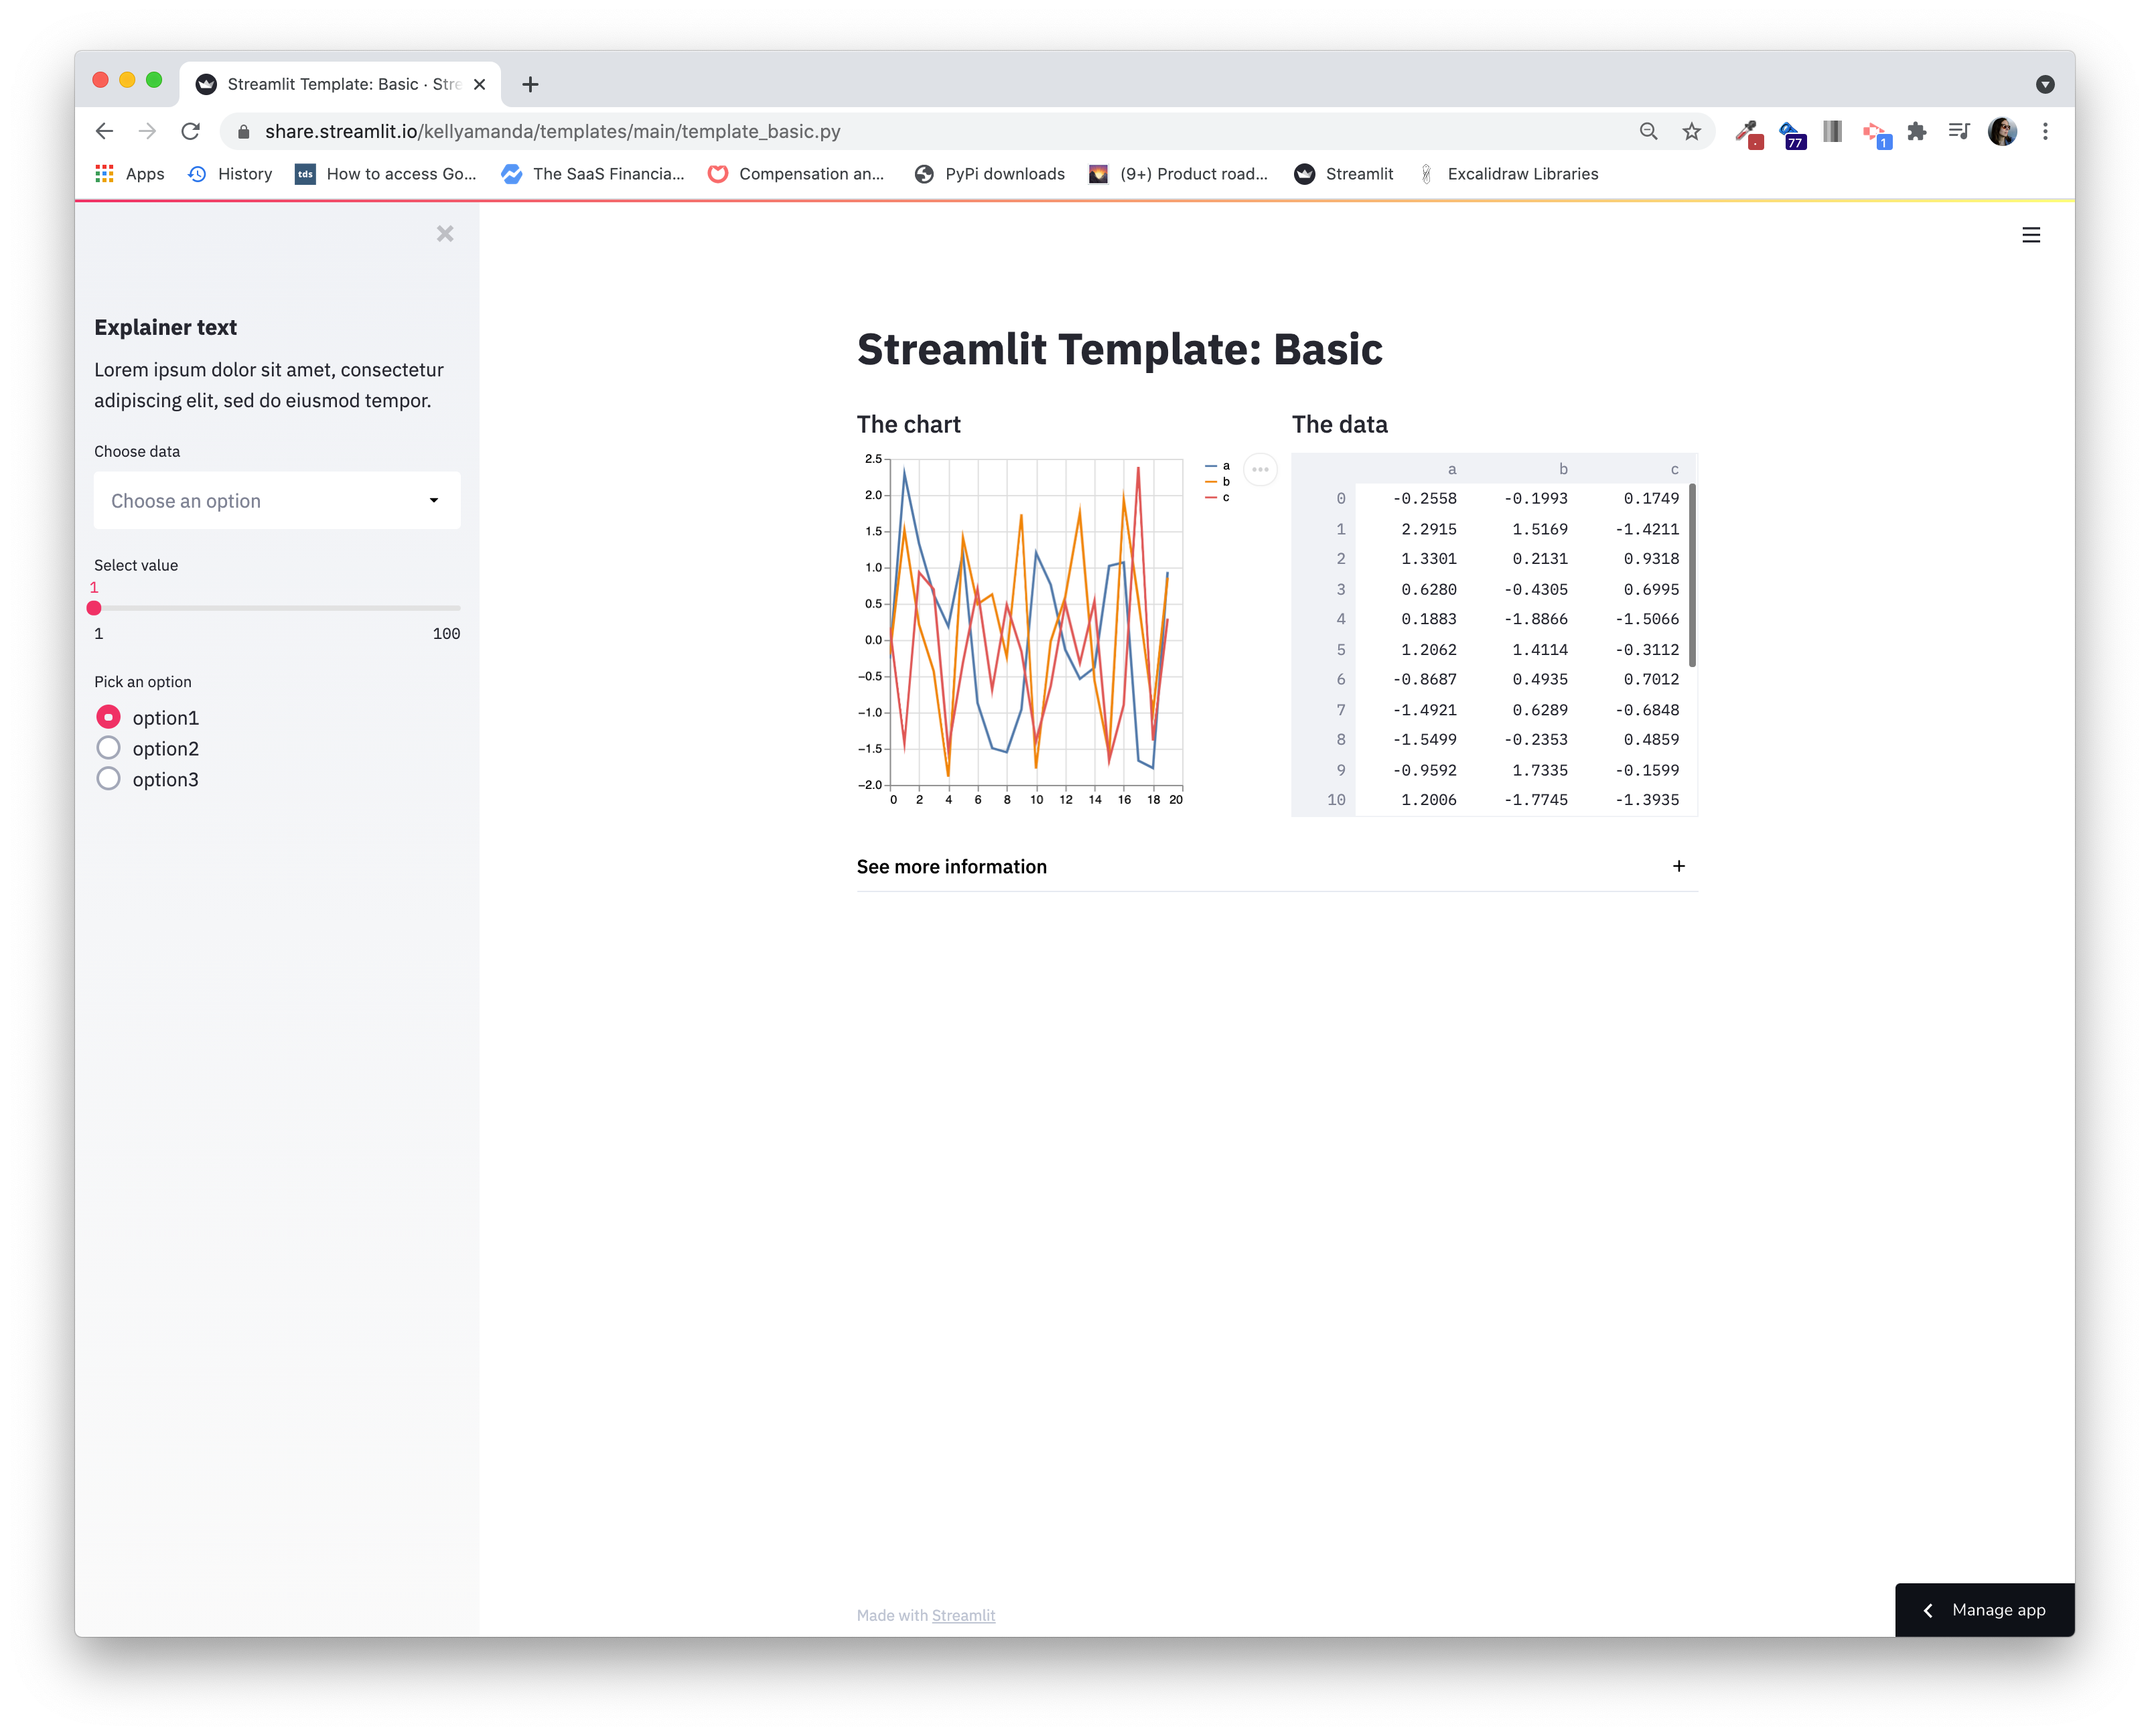 Streamlit Template: Basic · Stre
share.streamlit.io/kellyamanda/templates/main/template_basic.py
77
1
Apps
History
tds
How to access Go...
The SaaS Financia...
Compensation an...
PyPi downloads
(9+) Product road...
Streamlit
Excalidraw Libraries
Explainer text
Lorem ipsum dolor sit amet, consectetur
adipiscing elit, sed do eiusmod tempor.
Choose data
Choose an option
Select value
1
1 100
Pick an option
option1
option2
option3
Streamlit Template: Basic
The chart
2.5
2.0
1.5
1.0
0.5
0.0
−0.5
−1.0
−1.5
−2.0
0 2 4 6 8 10 12 14 16 18 20
a
b
c
The data
a b c
0 -0.2558 -0.1993 0.1749
1 2.2915 1.5169 -1.4211
2 1.3301 0.2131 0.9318
3 0.6280 -0.4305 0.6995
4 0.1883 -1.8866 -1.5066
5 1.2062 1.4114 -0.3112
6 -0.8687 0.4935 0.7012
7 -1.4921 0.6289 -0.6848
8 -1.5499 -0.2353 0.4859
9 -0.9592 1.7335 -0.1599
10 1.2006 -1.7745 -1.3935
See more information
Made with Streamlit
Manage app